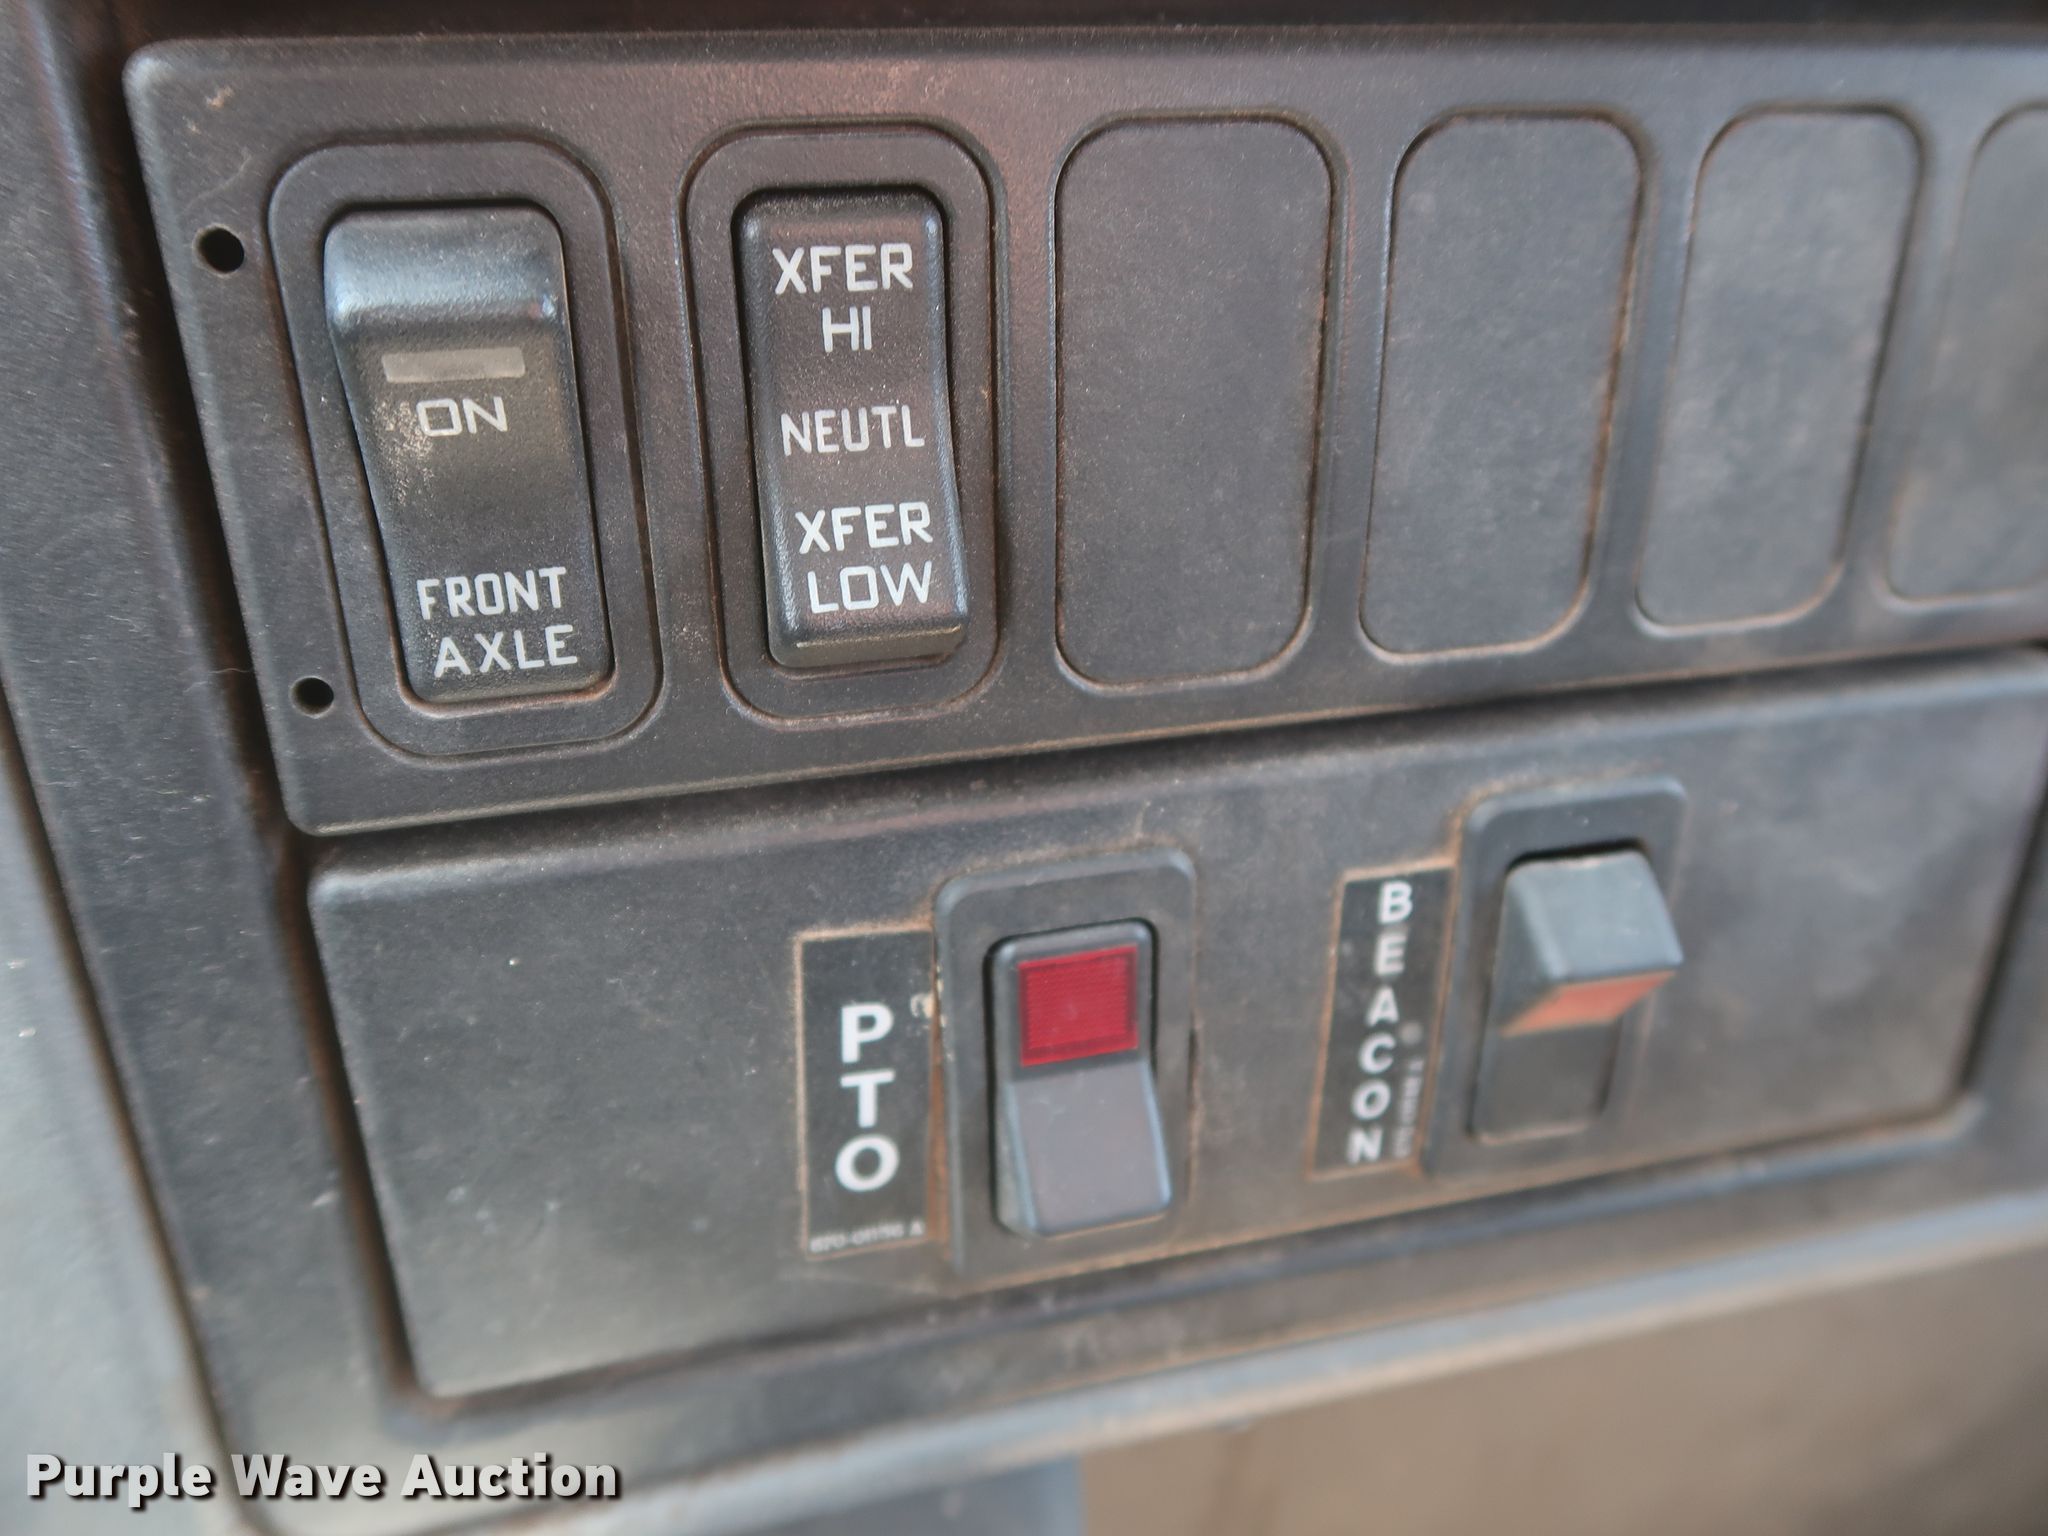 ON
FRONT
AXLE
XFER
HI
NEUTL
XFER
LOW
PTO
BEACON
Purple Wave Auction